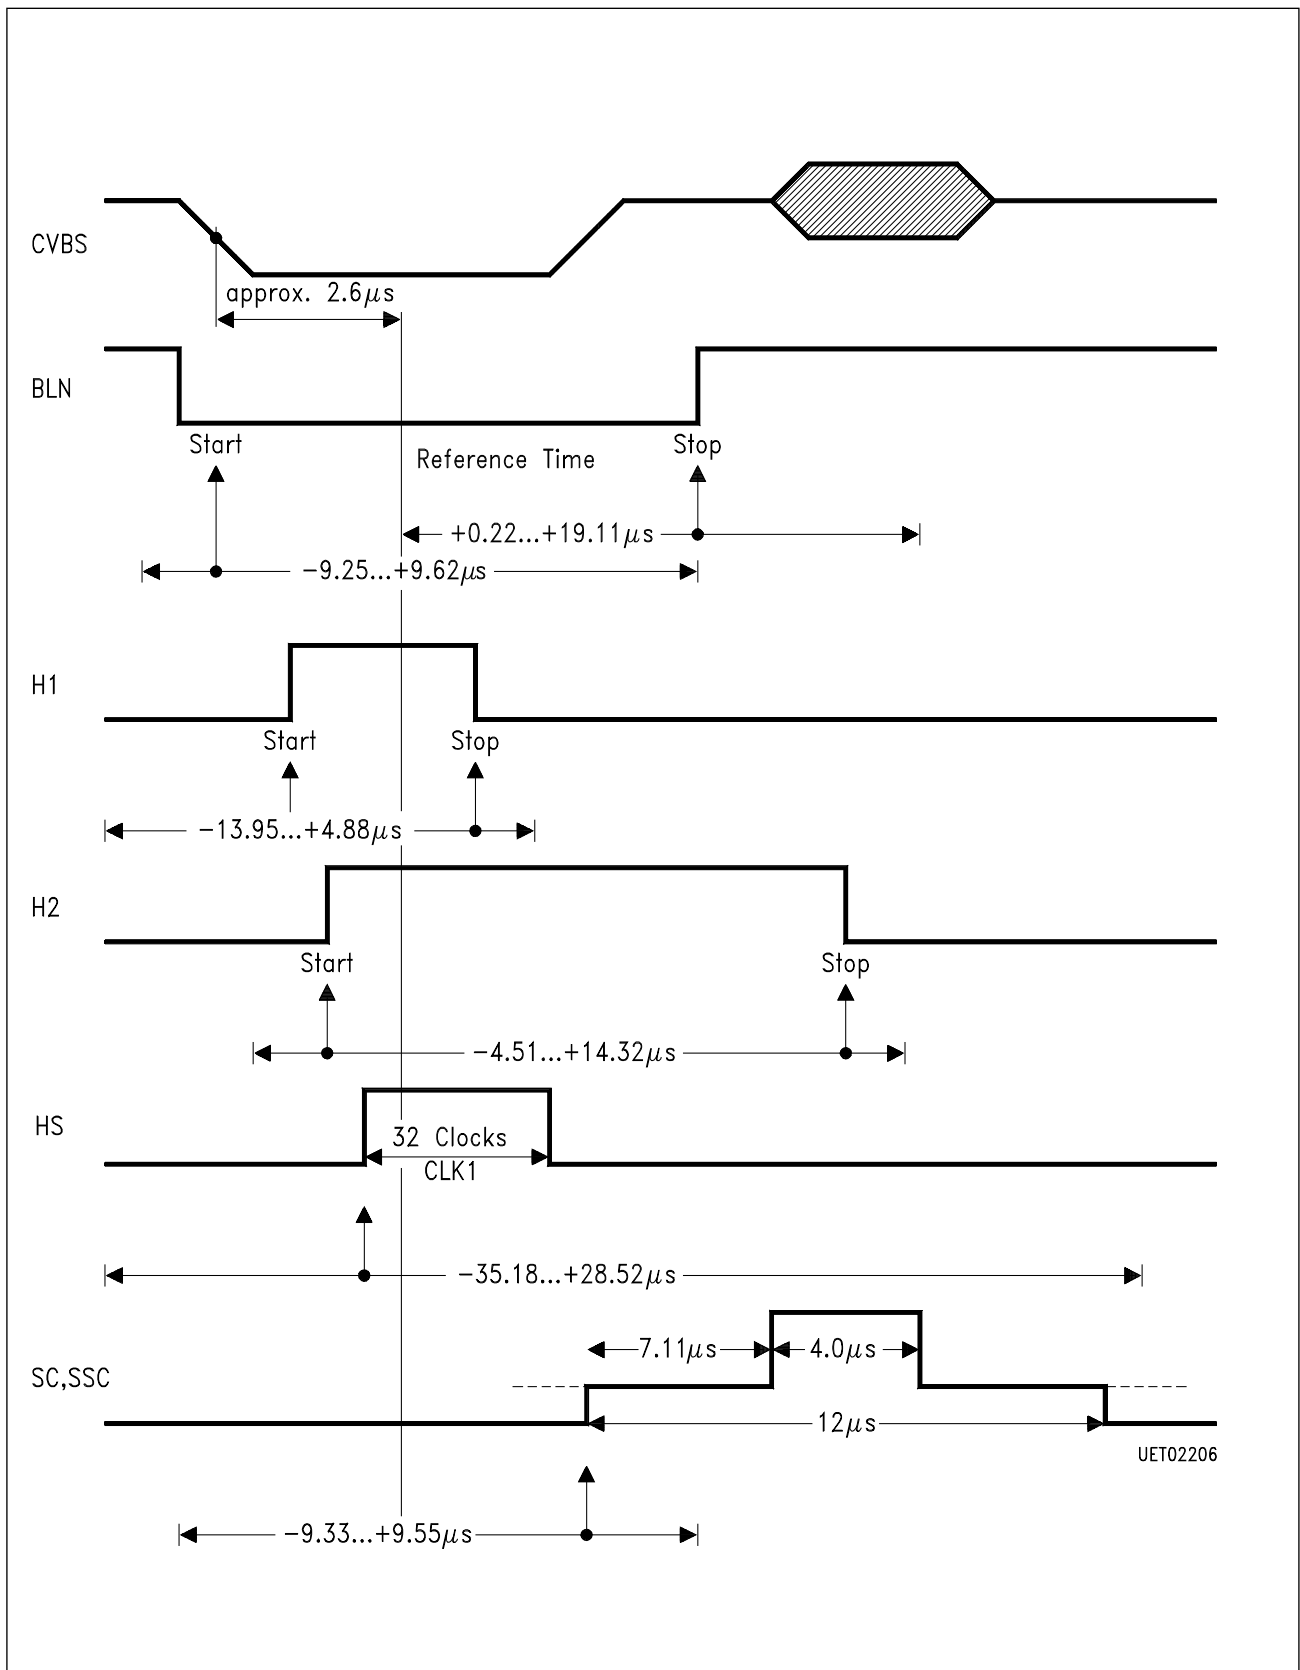 CVBS
approx. 2.6µs
BLN
Start
Reference Time
Stop
+0.22...+19.11µs
-9.25...+9.62µs
H1
Start
Stop
-13.95...+4.88µs
H2
Start
Stop
-4.51...+14.32µs
HS
32 Clocks
CLK1
-35.18...+28.52µs
7.11µs
4.0µs
SC,SSC
12µs
UET02206
-9.33...+9.55µs